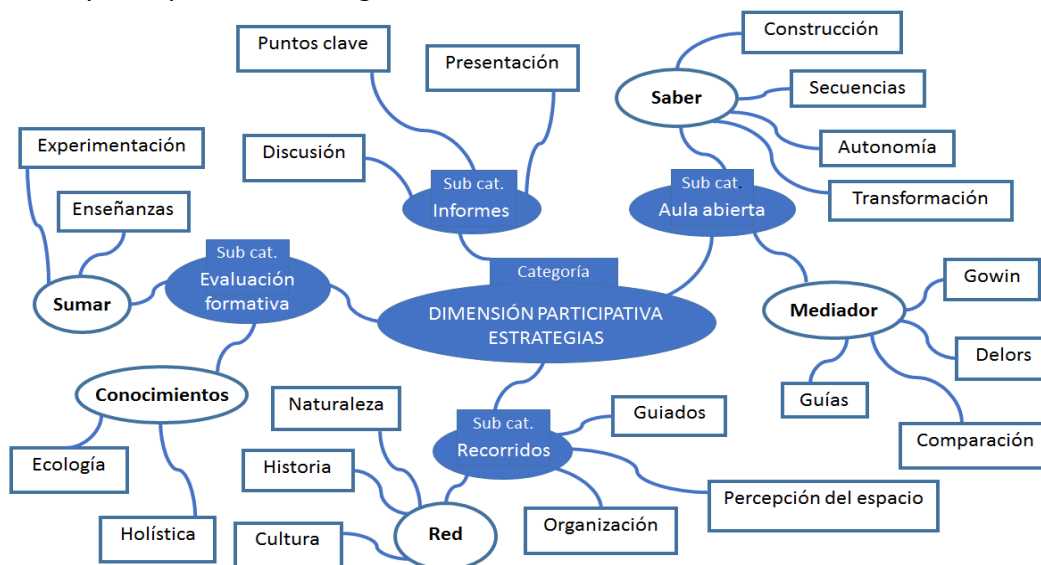 Construcción
Puntos clave
Presentación
Saber
Secuencias
Experimentación
Discusión
Autonomía
Enseñanzas
Sub cat.
Informes
Sub cat.
Aula abierta
Transformación
Sub cat.
Evaluación
formativa
Categoría
DIMENSIÓN PARTICIPATIVA
ESTRATEGIAS
Sumar
Mediador
Gowin
Delors
Guías
Comparación
Conocimientos
Naturaleza
Sub cat.
Recorridos
Guiados
Ecología
Historia
Percepción del espacio
Holística
Cultura
Red
Organización